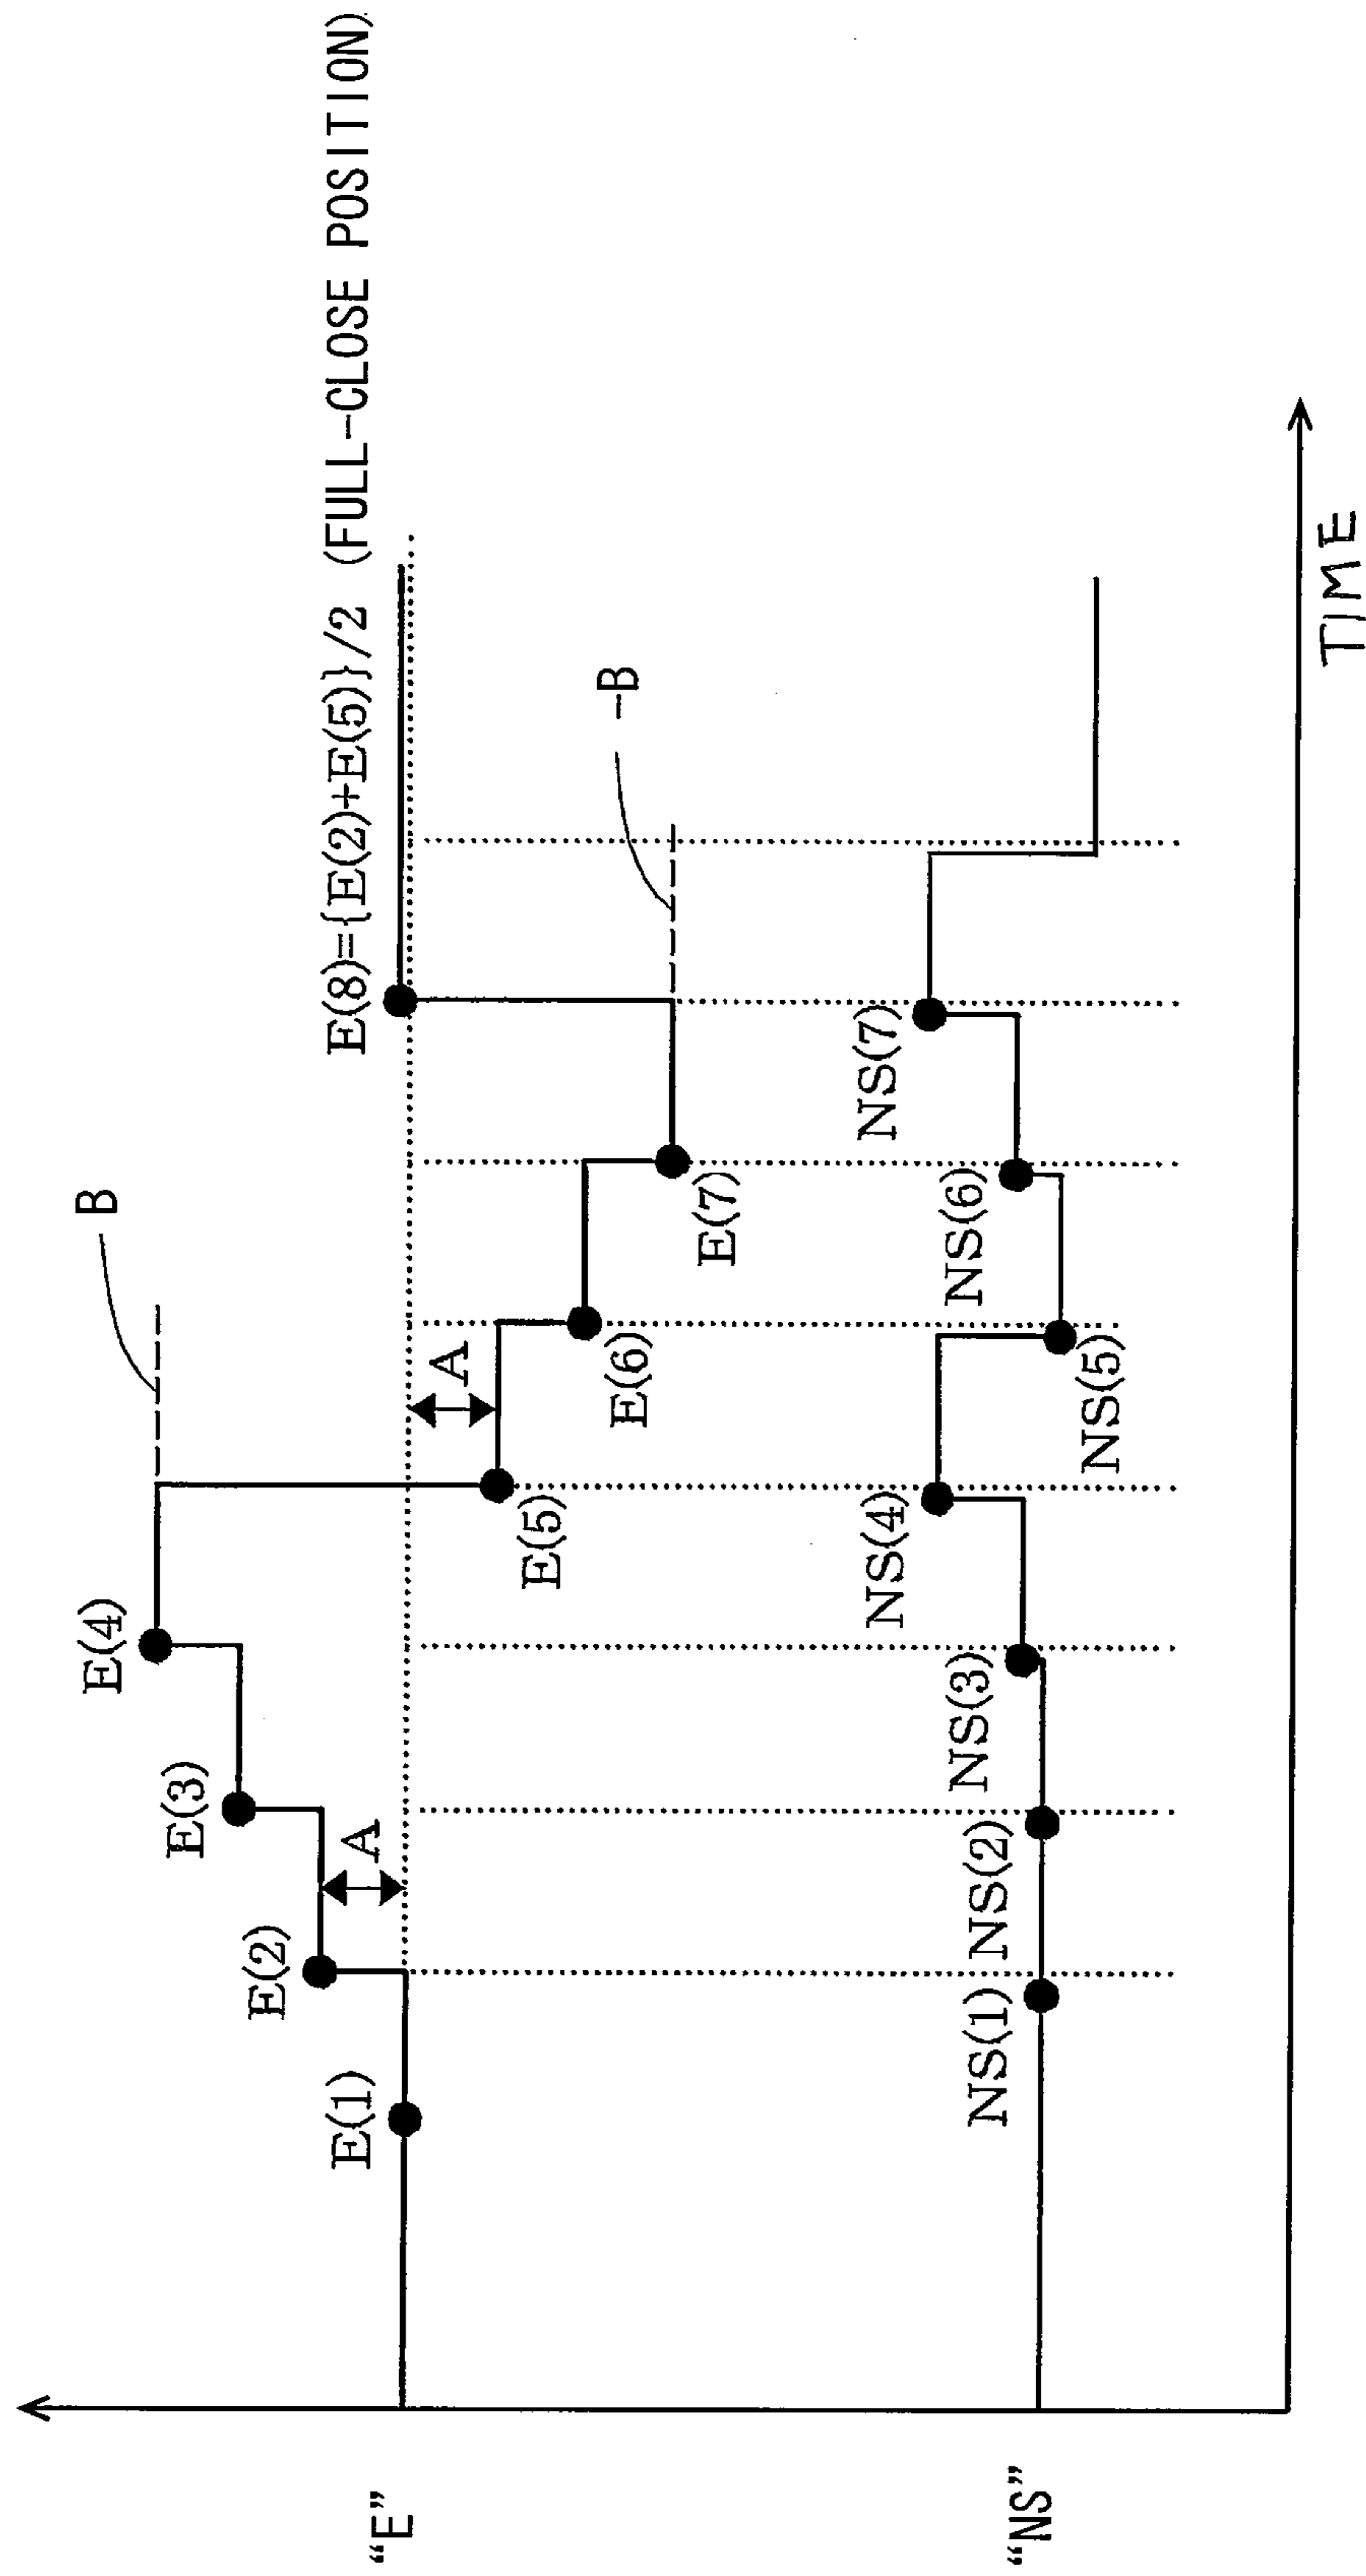 B
E(4)
E(3)
E(2)
A
E(1)
"E"
E(8)={E(2)+E(5)}/2 (FULL-CLOSE POSITION)
A
E(5)
E(6)
E(7)
-B
"NS"
NS(1)
NS(2)
NS(3)
NS(4)
NS(5)
NS(6)
NS(7)
TIME